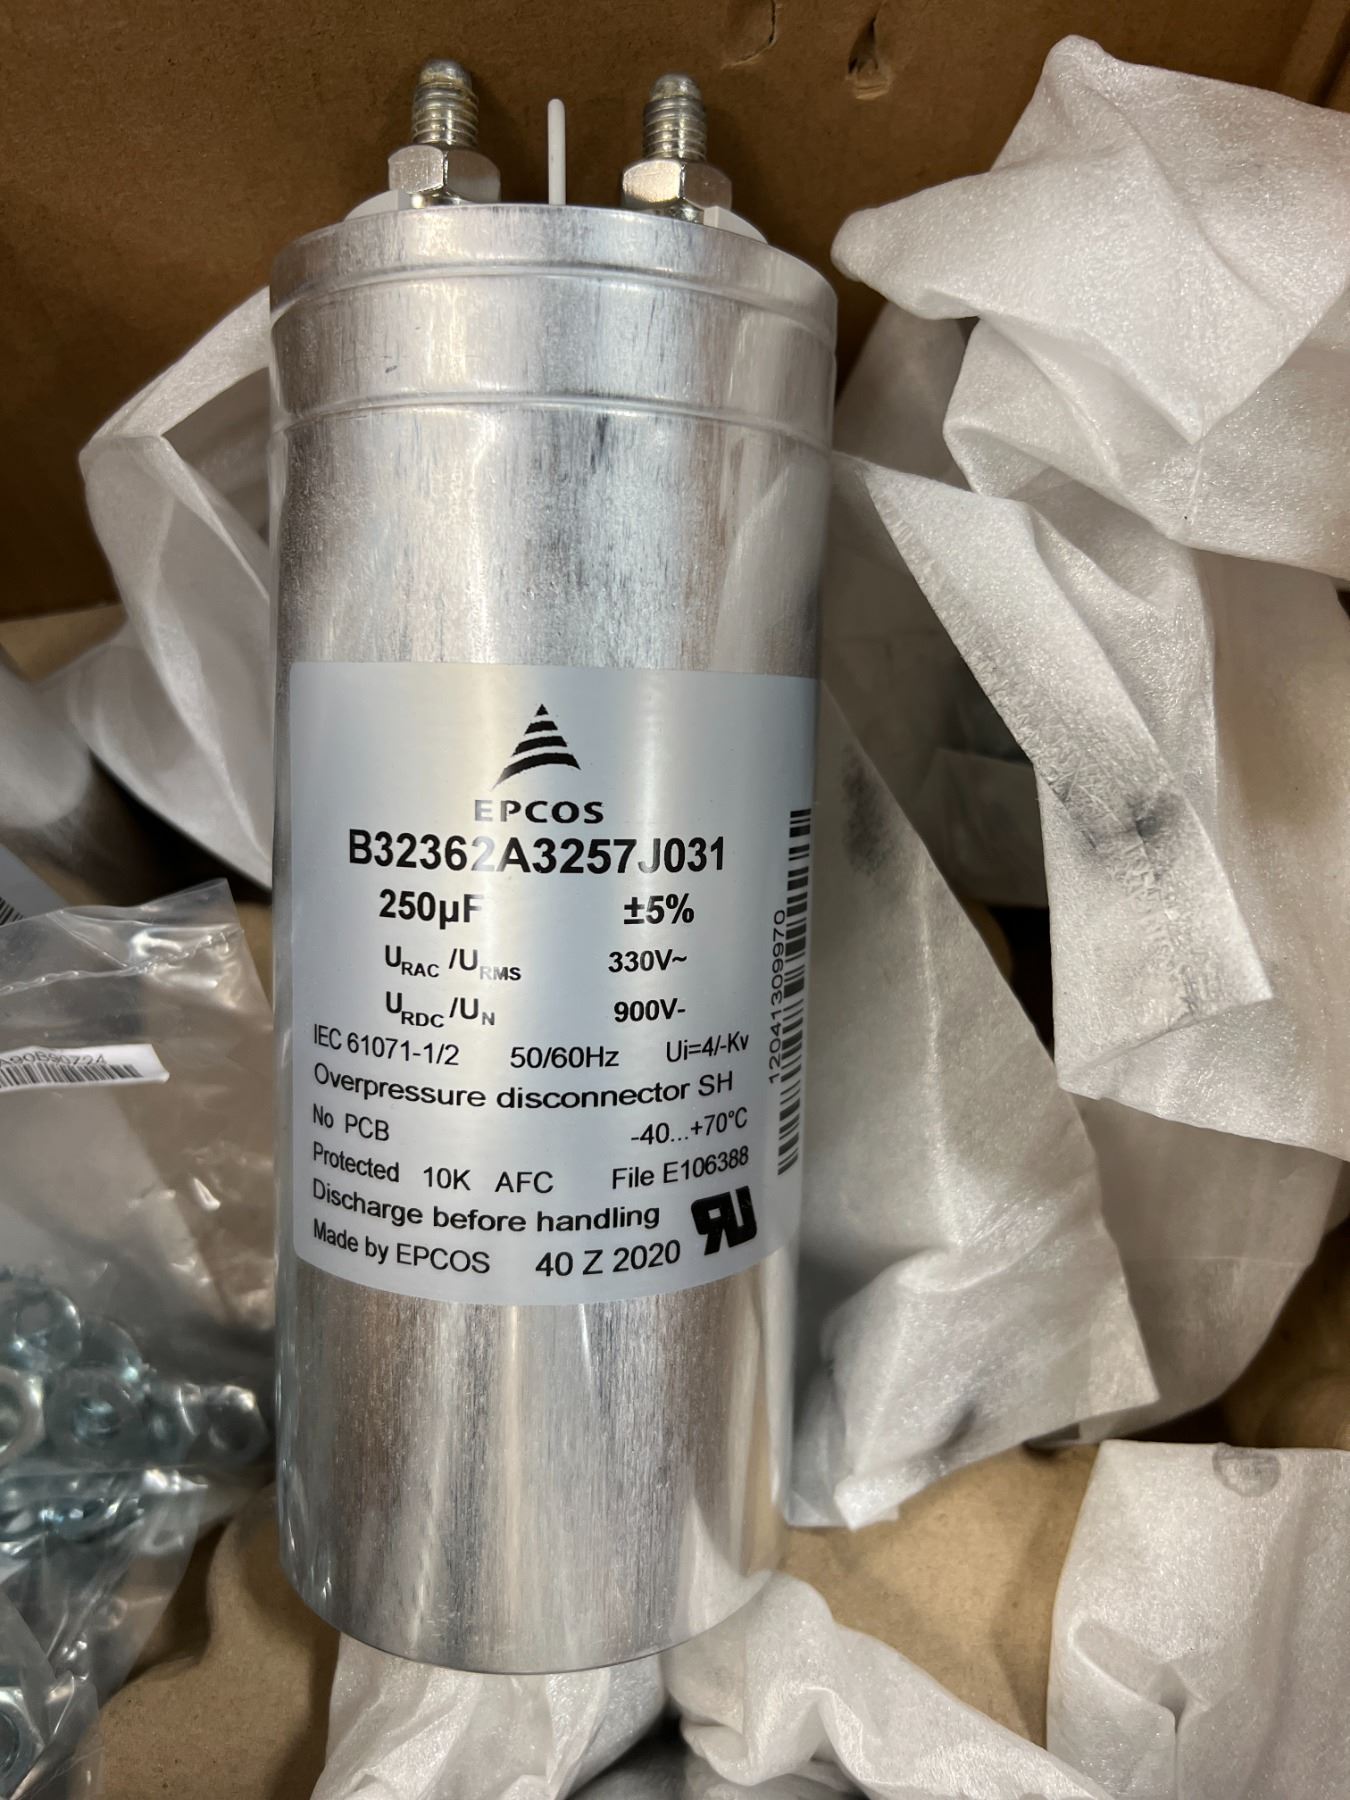 EPCOS
B32362A3257J031
250µF ±5%
URAC /URMS 330V~
URDC/UN 900V-
IEC 61071-1/2 50/60Hz Ui=4/-Kv
Overpressure disconnector SH
No PCB -40...+70°C
Protected 10K AFC File E106388
Discharge before handling
Made by EPCOS 40 Z 2020
12041309970